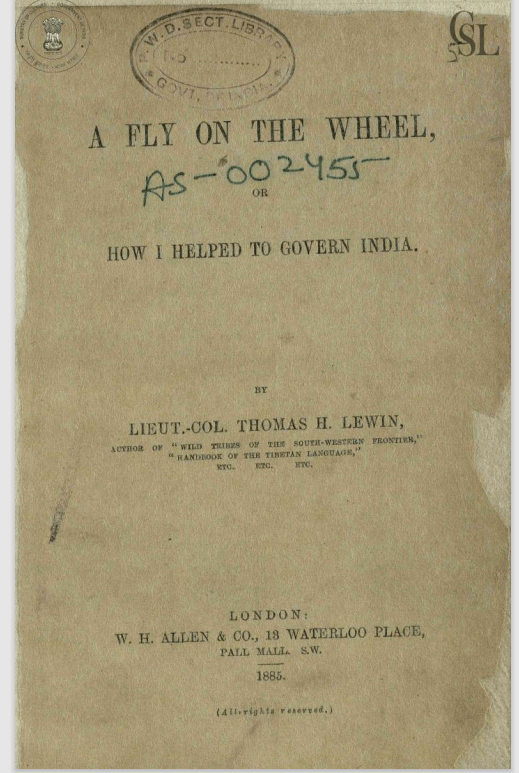 P. W. D. SECT. LIBRARY
GOVT. OF INDIA.
CSL
A FLY ON THE WHEEL,
AS-002455
OR
HOW I HELPED TO GOVERN INDIA.
BY
LIEUT.-COL. THOMAS H. LEWIN,
AUTHOR OF "WILD TRIBES OF THE SOUTH-WESTERN FRONTIER,"
"HANDBOOK OF THE TIBETAN LANGUAGE,"
ETC. ETC. ETC.
LONDON:
W. H. ALLEN & CO., 13 WATERLOO PLACE,
PALL MALL. S.W.
1885.
(All rights reserved.)